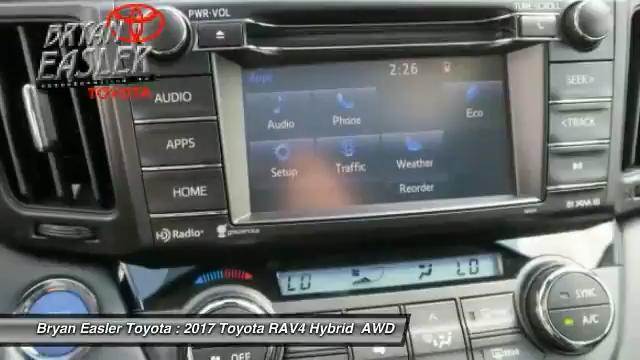 BRYAN
EASLER
TOYOTA
PWR·VOL
TUNE·SCROLL
Apps
2:26
SEEK>
AUDIO
Audio
Phone
Eco
<TRACK
APPS
Setup
Traffic
Weather
HOME
Reorder
HD Radio
LO
LO
SYNC
A/C
OFF
Bryan Easler Toyota : 2017 Toyota RAV4 Hybrid AWD